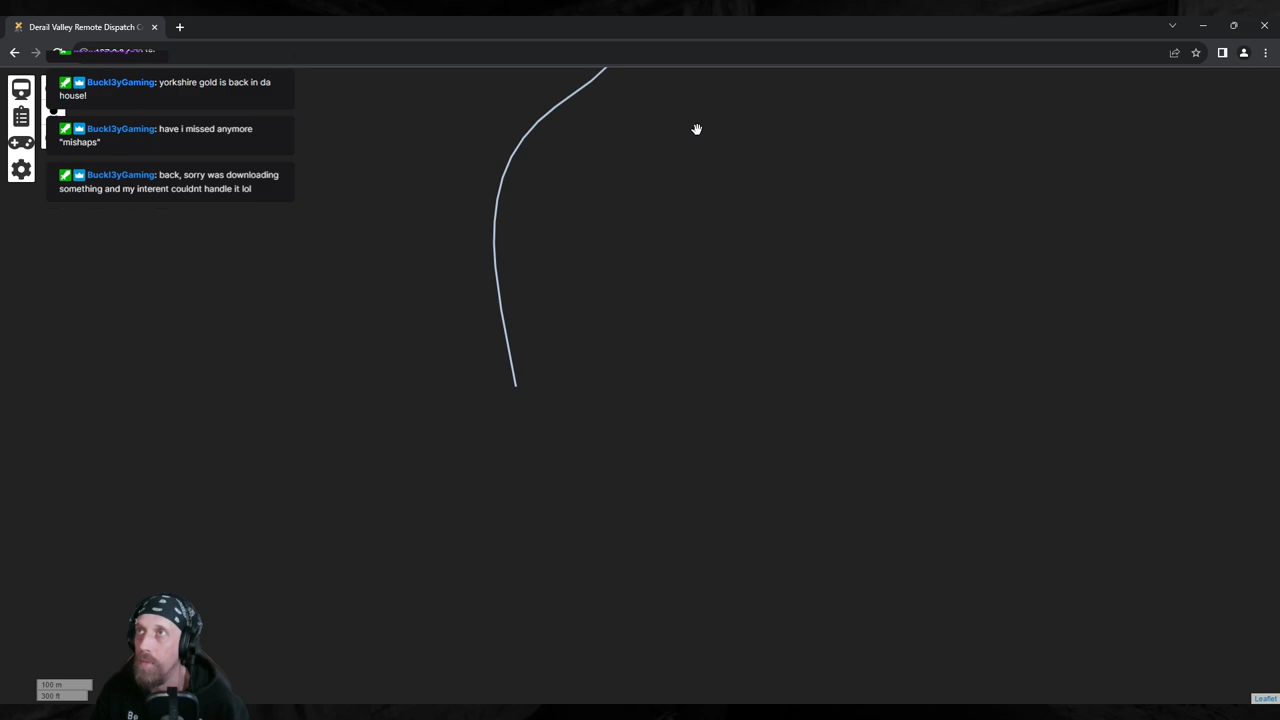 Derail Valley Remote Dispatch C
Buckl3yGaming: yorkshire gold is back in da
house!
Buckl3yGaming: have i missed anymore
"mishaps"
Buckl3yGaming: back, sorry was downloading
something and my interent couldnt handle it lol
100 m
300 ft
Leaflet